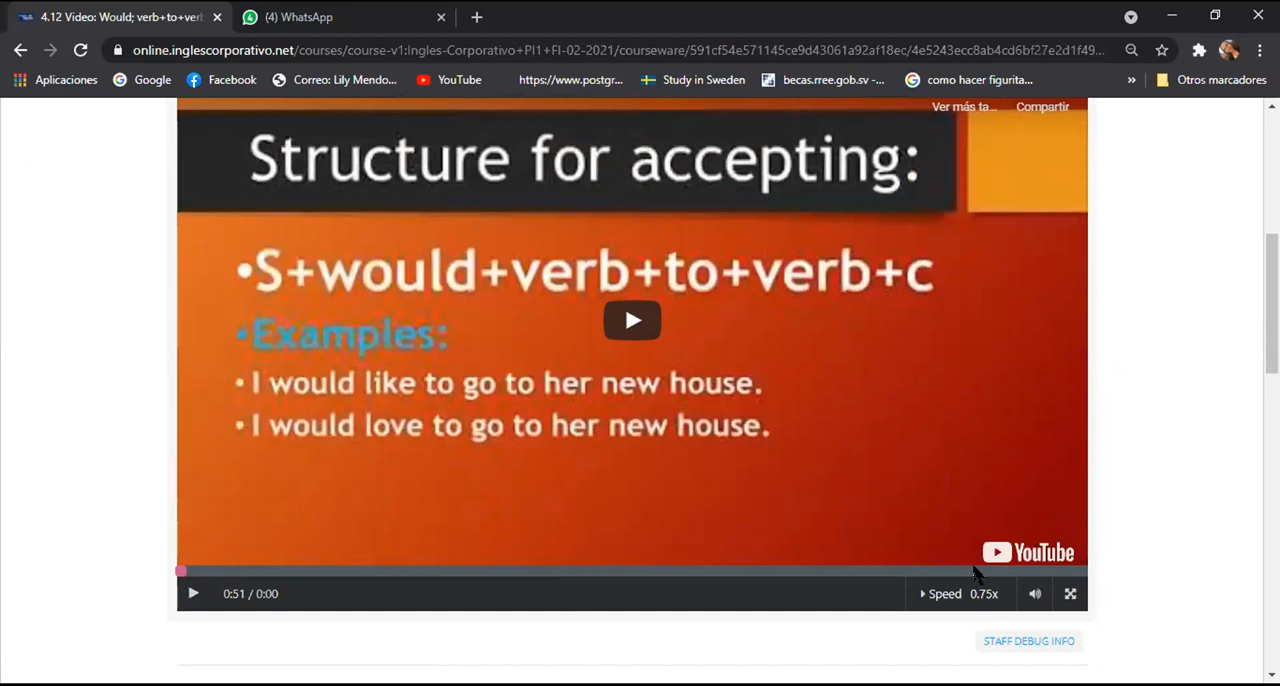 4.12 Video: Would; verb+to+verb
(4) WhatsApp
online.inglescorporativo.net/courses/course-v1:Ingles-Corporativo+PI1+FI-02-2021/courseware/591cf54e571145ce9d43061a92af18ec/4e5243ecc8ab4cd6bf27e2d1f49...
Aplicaciones Google Facebook Correo: Lily Mendo... YouTube https://www.postgr... Study in Sweden becas.rree.gob.sv -... como hacer figurita... » Otros marcadores
Ver más ta... Compartir
Structure for accepting:
•S+would+verb+to+verb+c
•Examples:
• I would like to go to her new house.
• I would love to go to her new house.
YouTube
0:51 / 0:00 Speed 0.75x
STAFF DEBUG INFO